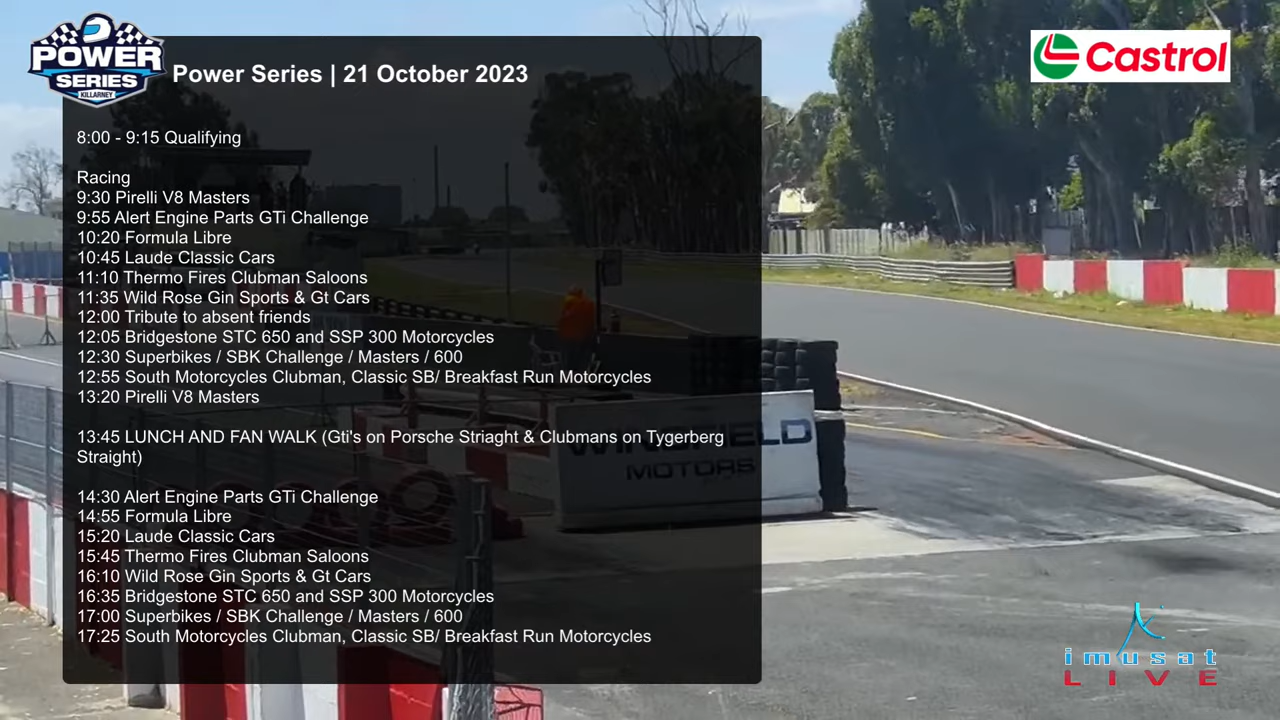 POWER
SERIES
KILLARNEY
Power Series | 21 October 2023
Castrol
8:00 - 9:15 Qualifying
Racing
9:30 Pirelli V8 Masters
9:55 Alert Engine Parts GTi Challenge
10:20 Formula Libre
10:45 Laude Classic Cars
11:10 Thermo Fires Clubman Saloons
11:35 Wild Rose Gin Sports & Gt Cars
12:00 Tribute to absent friends
12:05 Bridgestone STC 650 and SSP 300 Motorcycles
12:30 Superbikes / SBK Challenge / Masters / 600
12:55 South Motorcycles Clubman, Classic SB/ Breakfast Run Motorcycles
13:20 Pirelli V8 Masters
13:45 LUNCH AND FAN WALK (Gti's on Porsche Striaght & Clubmans on Tygerberg
Straight)
14:30 Alert Engine Parts GTi Challenge
14:55 Formula Libre
15:20 Laude Classic Cars
15:45 Thermo Fires Clubman Saloons
16:10 Wild Rose Gin Sports & Gt Cars
16:35 Bridgestone STC 650 and SSP 300 Motorcycles
17:00 Superbikes / SBK Challenge / Masters / 600
17:25 South Motorcycles Clubman, Classic SB/ Breakfast Run Motorcycles
MOTORS
imusat
LIVE